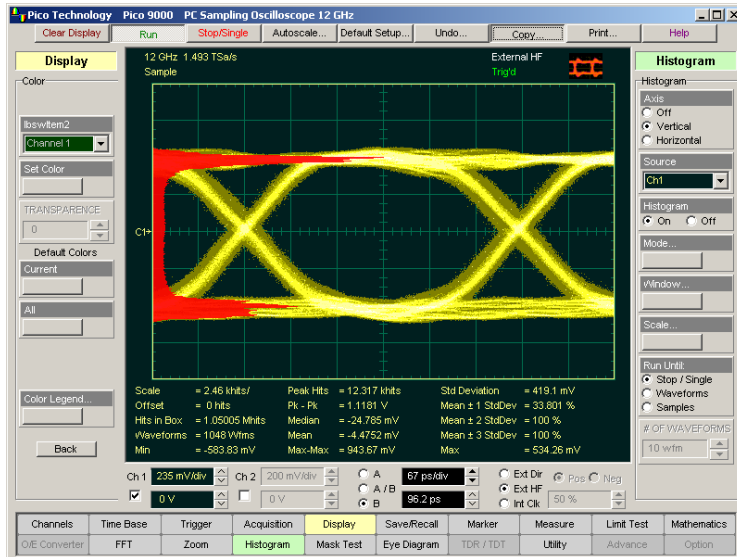 Pico Technology Pico 9000 PC Sampling Oscilloscope 12 GHz
Clear Display Run Stop/Single Autoscale... Default Setup... Undo... Copy... Print... Help
Display
Color
lbswltem2
Channel 1
Set Color
TRANSPARENCE
0
Default Colors
Current
All
Color Legend...
Back
12 GHz 1.493 TSa/s
Sample
External HF
Trig'd
C1
Scale = 2.46 khits/ Peak Hits = 12.317 khits Std Deviation = 419.1 mV
Offset = 0 hits Pk - Pk = 1.1181 V Mean ± 1 StdDev = 33.801 %
Hits in Box = 1.05005 Mhits Median = -24.785 mV Mean ± 2 StdDev = 100 %
Waveforms = 1048 Wfms Mean = -4.4752 mV Mean ± 3 StdDev = 100 %
Min = -583.83 mV Max-Max = 943.67 mV Max = 534.26 mV
Histogram
Histogram
Axis
Off
Vertical
Horizontal
Source
Ch1
Histogram
On Off
Mode...
Window...
Scale...
Run Until:
Stop / Single
Waveforms
Samples
# OF WAVEFORMS
10 wfm
Ch 1 235 mV/div Ch 2 200 mV/div A 67 ps/div Ext Dir Pos Neg
A / B Ext HF
0 V 0 V B 96.2 ps Int Clk 50 %
Channels Time Base Trigger Acquisition Display Save/Recall Marker Measure Limit Test Mathematics
O/E Converter FFT Zoom Histogram Mask Test Eye Diagram TDR / TDT Utility Advance Option